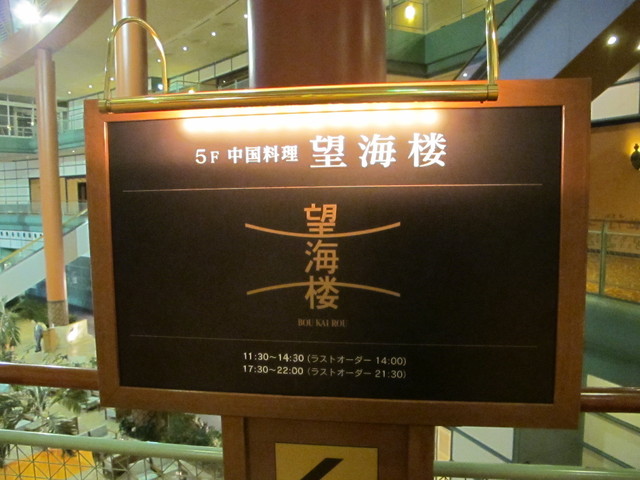 5F 中国料理 望海楼
望海楼
BOU KAI ROU
11:30〜14:30 (ラストオーダー 14:00)
17:30〜22:00 (ラストオーダー 21:30)